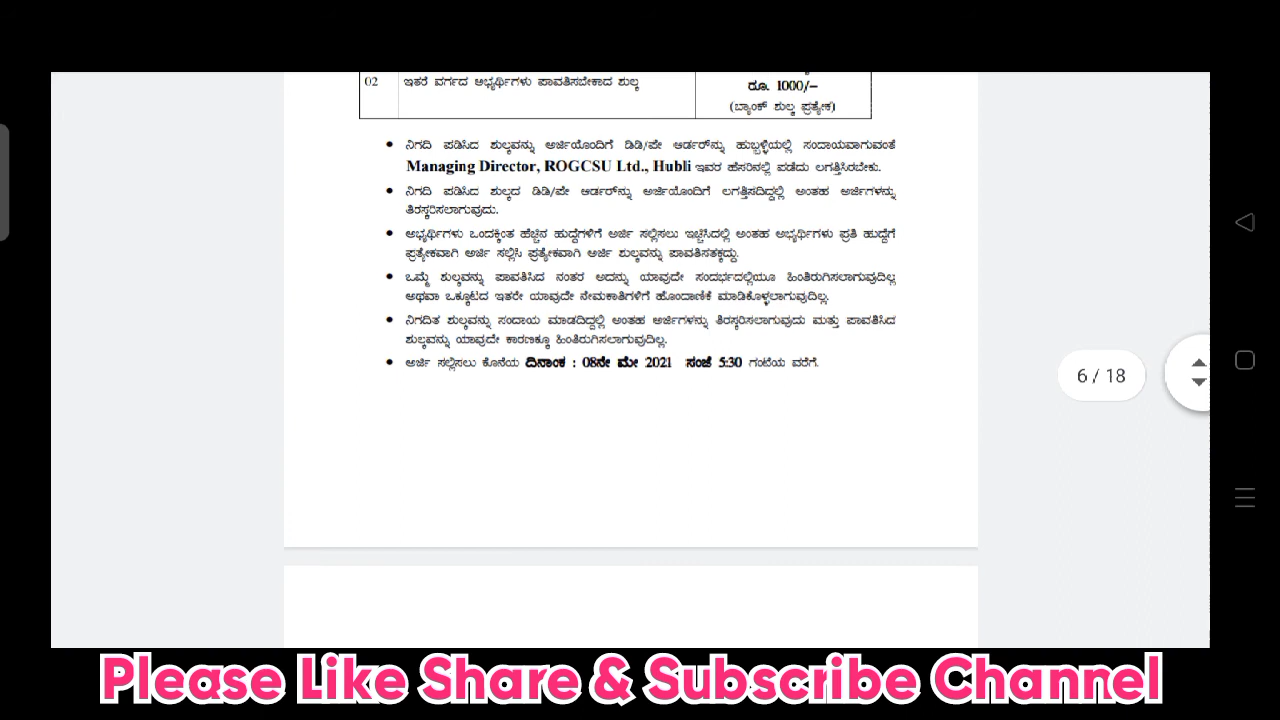 02 ಇತರೆ ವರ್ಗದ ಅಭ್ಯರ್ಥಿಗಳು ಪಾವತಿಸಬೇಕಾದ ಶುಲ್ಕ
ರೂ. 1000/–
(ಬ್ಯಾಂಕ್ ಶುಲ್ಕ ಪ್ರತ್ಯೇಕ)
• ನಿಗದಿ ಪಡಿಸಿದ ಶುಲ್ಕವನ್ನು ಅರ್ಜಿಯೊಂದಿಗೆ ಡಿಡಿ/ಪೇ ಆರ್ಡರ್‌ನ್ನು ಹುಬ್ಬಳ್ಳಿಯಲ್ಲಿ ಸಂದಾಯವಾಗುವಂತೆ
Managing Director, ROGCSU Ltd., Hubli ಇವರ ಹೆಸರಿನಲ್ಲಿ ಪಡೆದು ಲಗತ್ತಿಸಿರಬೇಕು.
• ನಿಗದಿ ಪಡಿಸಿದ ಶುಲ್ಕದ ಡಿಡಿ/ಪೇ ಆರ್ಡರ್‌ನ್ನು ಅರ್ಜಿಯೊಂದಿಗೆ ಲಗತ್ತಿಸದಿದ್ದಲ್ಲಿ ಅಂತಹ ಅರ್ಜಿಗಳನ್ನು
ತಿರಸ್ಕರಿಸಲಾಗುವುದು.
• ಅಭ್ಯರ್ಥಿಗಳು ಒಂದಕ್ಕಿಂತ ಹೆಚ್ಚಿನ ಹುದ್ದೆಗಳಿಗೆ ಅರ್ಜಿ ಸಲ್ಲಿಸಲು ಇಚ್ಛಿಸಿದಲ್ಲಿ ಅಂತಹ ಅಭ್ಯರ್ಥಿಗಳು ಪ್ರತಿ ಹುದ್ದೆಗೆ
ಪ್ರತ್ಯೇಕವಾಗಿ ಅರ್ಜಿ ಸಲ್ಲಿಸಿ ಪ್ರತ್ಯೇಕವಾಗಿ ಅರ್ಜಿ ಶುಲ್ಕವನ್ನು ಪಾವತಿಸತಕ್ಕದ್ದು.
• ಒಮ್ಮೆ ಶುಲ್ಕವನ್ನು ಪಾವತಿಸಿದ ನಂತರ ಅದನ್ನು ಯಾವುದೇ ಸಂದರ್ಭದಲ್ಲಿಯೂ ಹಿಂತಿರುಗಿಸಲಾಗುವುದಿಲ್ಲ
ಅಥವಾ ಒಕ್ಕೂಟದ ಇತರೇ ಯಾವುದೇ ನೇಮಕಾತಿಗಳಿಗೆ ಹೊಂದಾಣಿಕೆ ಮಾಡಿಕೊಳ್ಳಲಾಗುವುದಿಲ್ಲ.
• ನಿಗದಿತ ಶುಲ್ಕವನ್ನು ಸಂದಾಯ ಮಾಡದಿದ್ದಲ್ಲಿ ಅಂತಹ ಅರ್ಜಿಗಳನ್ನು ತಿರಸ್ಕರಿಸಲಾಗುವುದು ಮತ್ತು ಪಾವತಿಸಿದ
ಶುಲ್ಕವನ್ನು ಯಾವುದೇ ಕಾರಣಕ್ಕೂ ಹಿಂತಿರುಗಿಸಲಾಗುವುದಿಲ್ಲ.
• ಅರ್ಜಿ ಸಲ್ಲಿಸಲು ಕೊನೆಯ ದಿನಾಂಕ : 08ನೇ ಮೇ 2021 ಸಂಜೆ 5:30 ಗಂಟೆಯ ವರೆಗೆ.
6 / 18
Please Like Share & Subscribe Channel